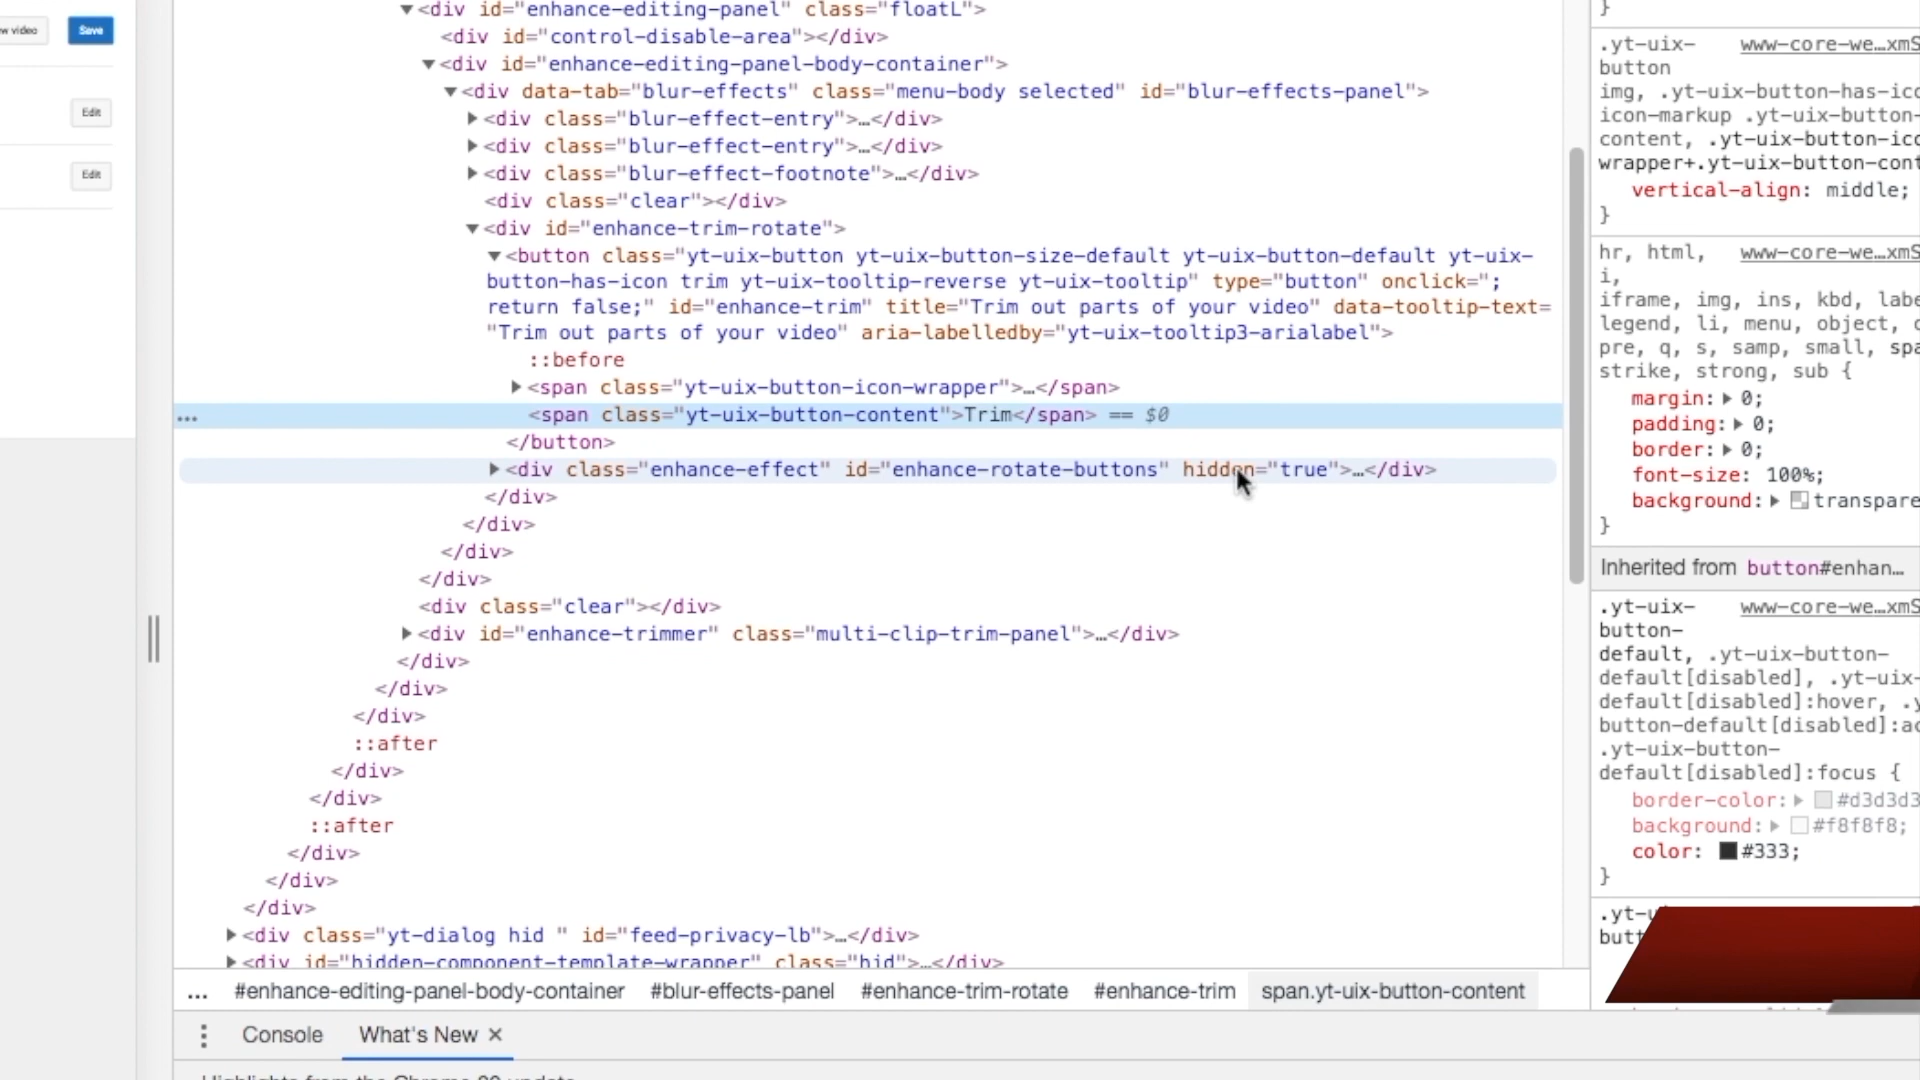 video
Save
Edit
Edit
▼<div id="enhance-editing-panel" class="floatL">
<div id="control-disable-area"></div>
▼<div id="enhance-editing-panel-body-container">
▼<div data-tab="blur-effects" class="menu-body selected" id="blur-effects-panel">
▶<div class="blur-effect-entry">…</div>
▶<div class="blur-effect-entry">…</div>
▶<div class="blur-effect-footnote">…</div>
<div class="clear"></div>
▼<div id="enhance-trim-rotate">
▼<button class="yt-uix-button yt-uix-button-size-default yt-uix-button-default yt-uix-
button-has-icon trim yt-uix-tooltip-reverse yt-uix-tooltip" type="button" onclick=";
return false;" id="enhance-trim" title="Trim out parts of your video" data-tooltip-text=
"Trim out parts of your video" aria-labelledby="yt-uix-tooltip3-arialabel">
::before
▶<span class="yt-uix-button-icon-wrapper">…</span>
… <span class="yt-uix-button-content">Trim</span> == $0
</button>
▶<div class="enhance-effect" id="enhance-rotate-buttons" hidden="true">…</div>
</div>
</div>
</div>
</div>
<div class="clear"></div>
▶<div id="enhance-trimmer" class="multi-clip-trim-panel">…</div>
</div>
</div>
</div>
::after
</div>
</div>
::after
</div>
</div>
</div>
▶<div class="yt-dialog hid " id="feed-privacy-lb">…</div>
▶<div id="hidden-component-template-wrapper" class="hid">…</div>
… #enhance-editing-panel-body-container #blur-effects-panel #enhance-trim-rotate #enhance-trim span.yt-uix-button-content
Console What's New ×
Highlights from the Chrome
}
.yt-uix- www-core-we…xmS
button
img, .yt-uix-button-has-ico
icon-markup .yt-uix-button-
content, .yt-uix-button-ico
wrapper+.yt-uix-button-cont
vertical-align: middle;
}
hr, html, www-core-we…xmS
i,
iframe, img, ins, kbd, labe
legend, li, menu, object, o
pre, q, s, samp, small, spa
strike, strong, sub {
margin:▶ 0;
padding:▶ 0;
border:▶ 0;
font-size: 100%;
background:▶ transpare
}
Inherited from button#enhan…
.yt-uix- www-core-we…xmS
button-
default, .yt-uix-button-
default[disabled], .yt-uix-
default[disabled]:hover, .y
button-default[disabled]:ac
.yt-uix-button-
default[disabled]:focus {
border-color:▶ #d3d3d3
background:▶ #f8f8f8;
color: #333;
}
.yt-u
butt